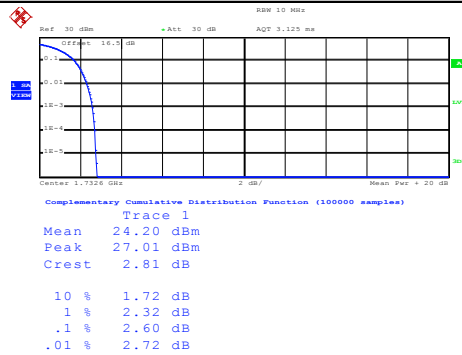 RBW 10 MHz
Ref 30 dBm *Att 30 dB AQT 3.125 ms
Offset 16.5 dB
0.1
A
1 SA
VIEW
0.01
1E-3
LV
1E-4
1E-5
3D
Center 1.7326 GHz 2 dB/ Mean Pwr + 20 dB
Complementary Cumulative Distribution Function (100000 samples)
Trace 1
Mean 24.20 dBm
Peak 27.01 dBm
Crest 2.81 dB
10 % 1.72 dB
1 % 2.32 dB
.1 % 2.60 dB
.01 % 2.72 dB